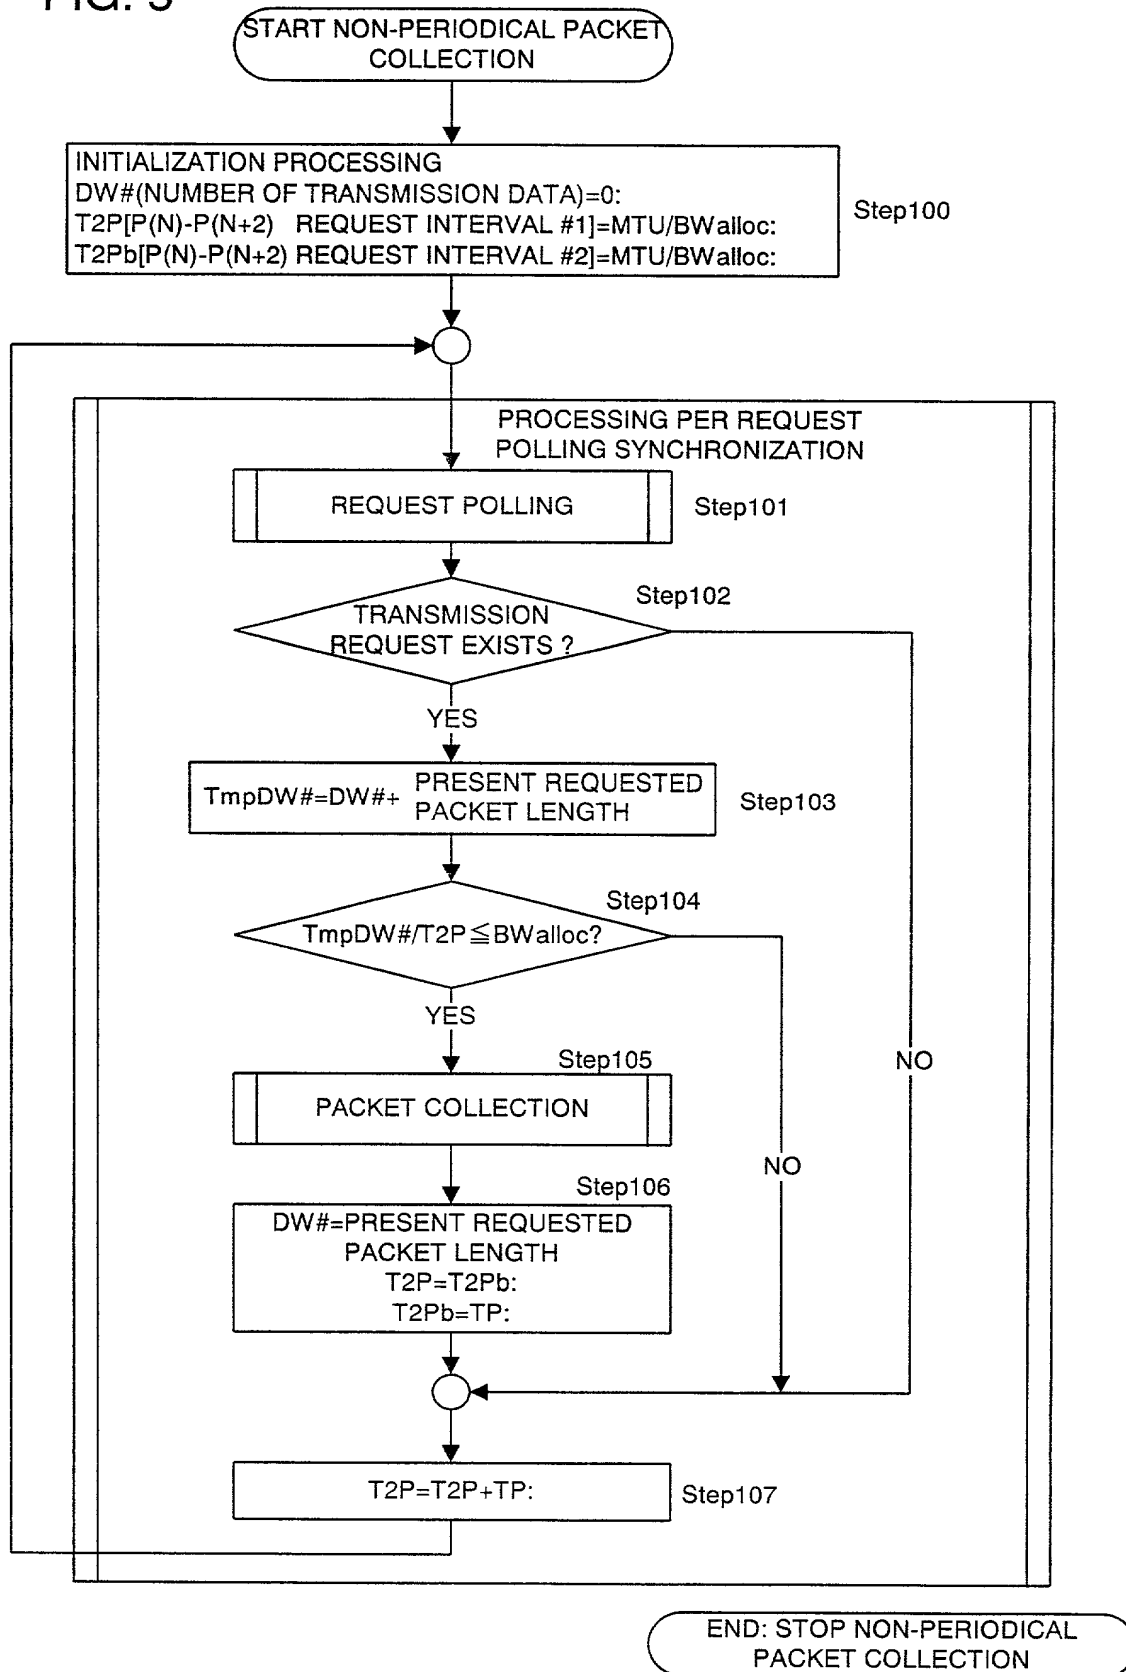 START NON-PERIODICAL PACKET
COLLECTION
INITIALIZATION PROCESSING
DW#(NUMBER OF TRANSMISSION DATA)=0:
T2P[P(N)-P(N+2) REQUEST INTERVAL #1]=MTU/BWalloc:
T2Pb[P(N)-P(N+2) REQUEST INTERVAL #2]=MTU/BWalloc:
Step100
PROCESSING PER REQUEST
POLLING SYNCHRONIZATION
REQUEST POLLING
Step101
Step102
TRANSMISSION
REQUEST EXISTS ?
YES
TmpDW#=DW#+ PRESENT REQUESTED
PACKET LENGTH
Step103
Step104
TmpDW#/T2P≦BWalloc?
YES
Step105
NO
PACKET COLLECTION
NO
Step106
DW#=PRESENT REQUESTED
PACKET LENGTH
T2P=T2Pb:
T2Pb=TP:
T2P=T2P+TP:
Step107
END: STOP NON-PERIODICAL
PACKET COLLECTION